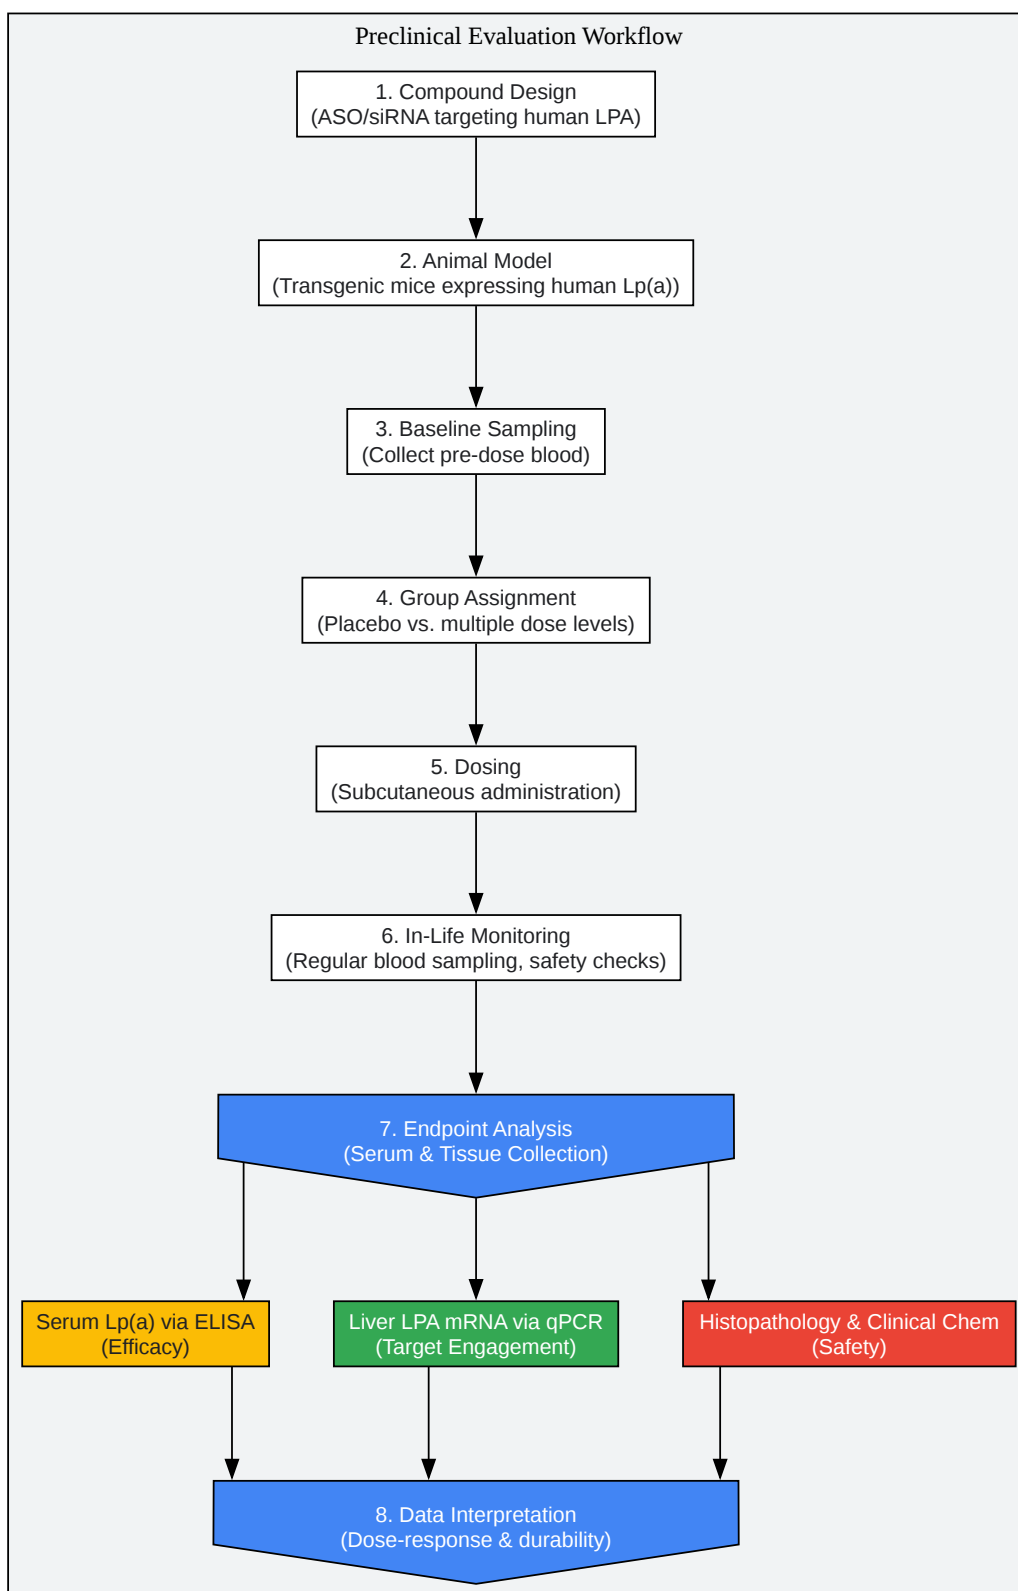 Preclinical Evaluation Workflow
1. Compound Design
(ASO/siRNA targeting human LPA)
2. Animal Model
(Transgenic mice expressing human Lp(a))
3. Baseline Sampling
(Collect pre-dose blood)
4. Group Assignment
(Placebo vs. multiple dose levels)
5. Dosing
(Subcutaneous administration)
6. In-Life Monitoring
(Regular blood sampling, safety checks)
7. Endpoint Analysis
(Serum & Tissue Collection)
Serum Lp(a) via ELISA
(Efficacy)
Liver LPA mRNA via qPCR
(Target Engagement)
Histopathology & Clinical Chem
(Safety)
8. Data Interpretation
(Dose-response & durability)